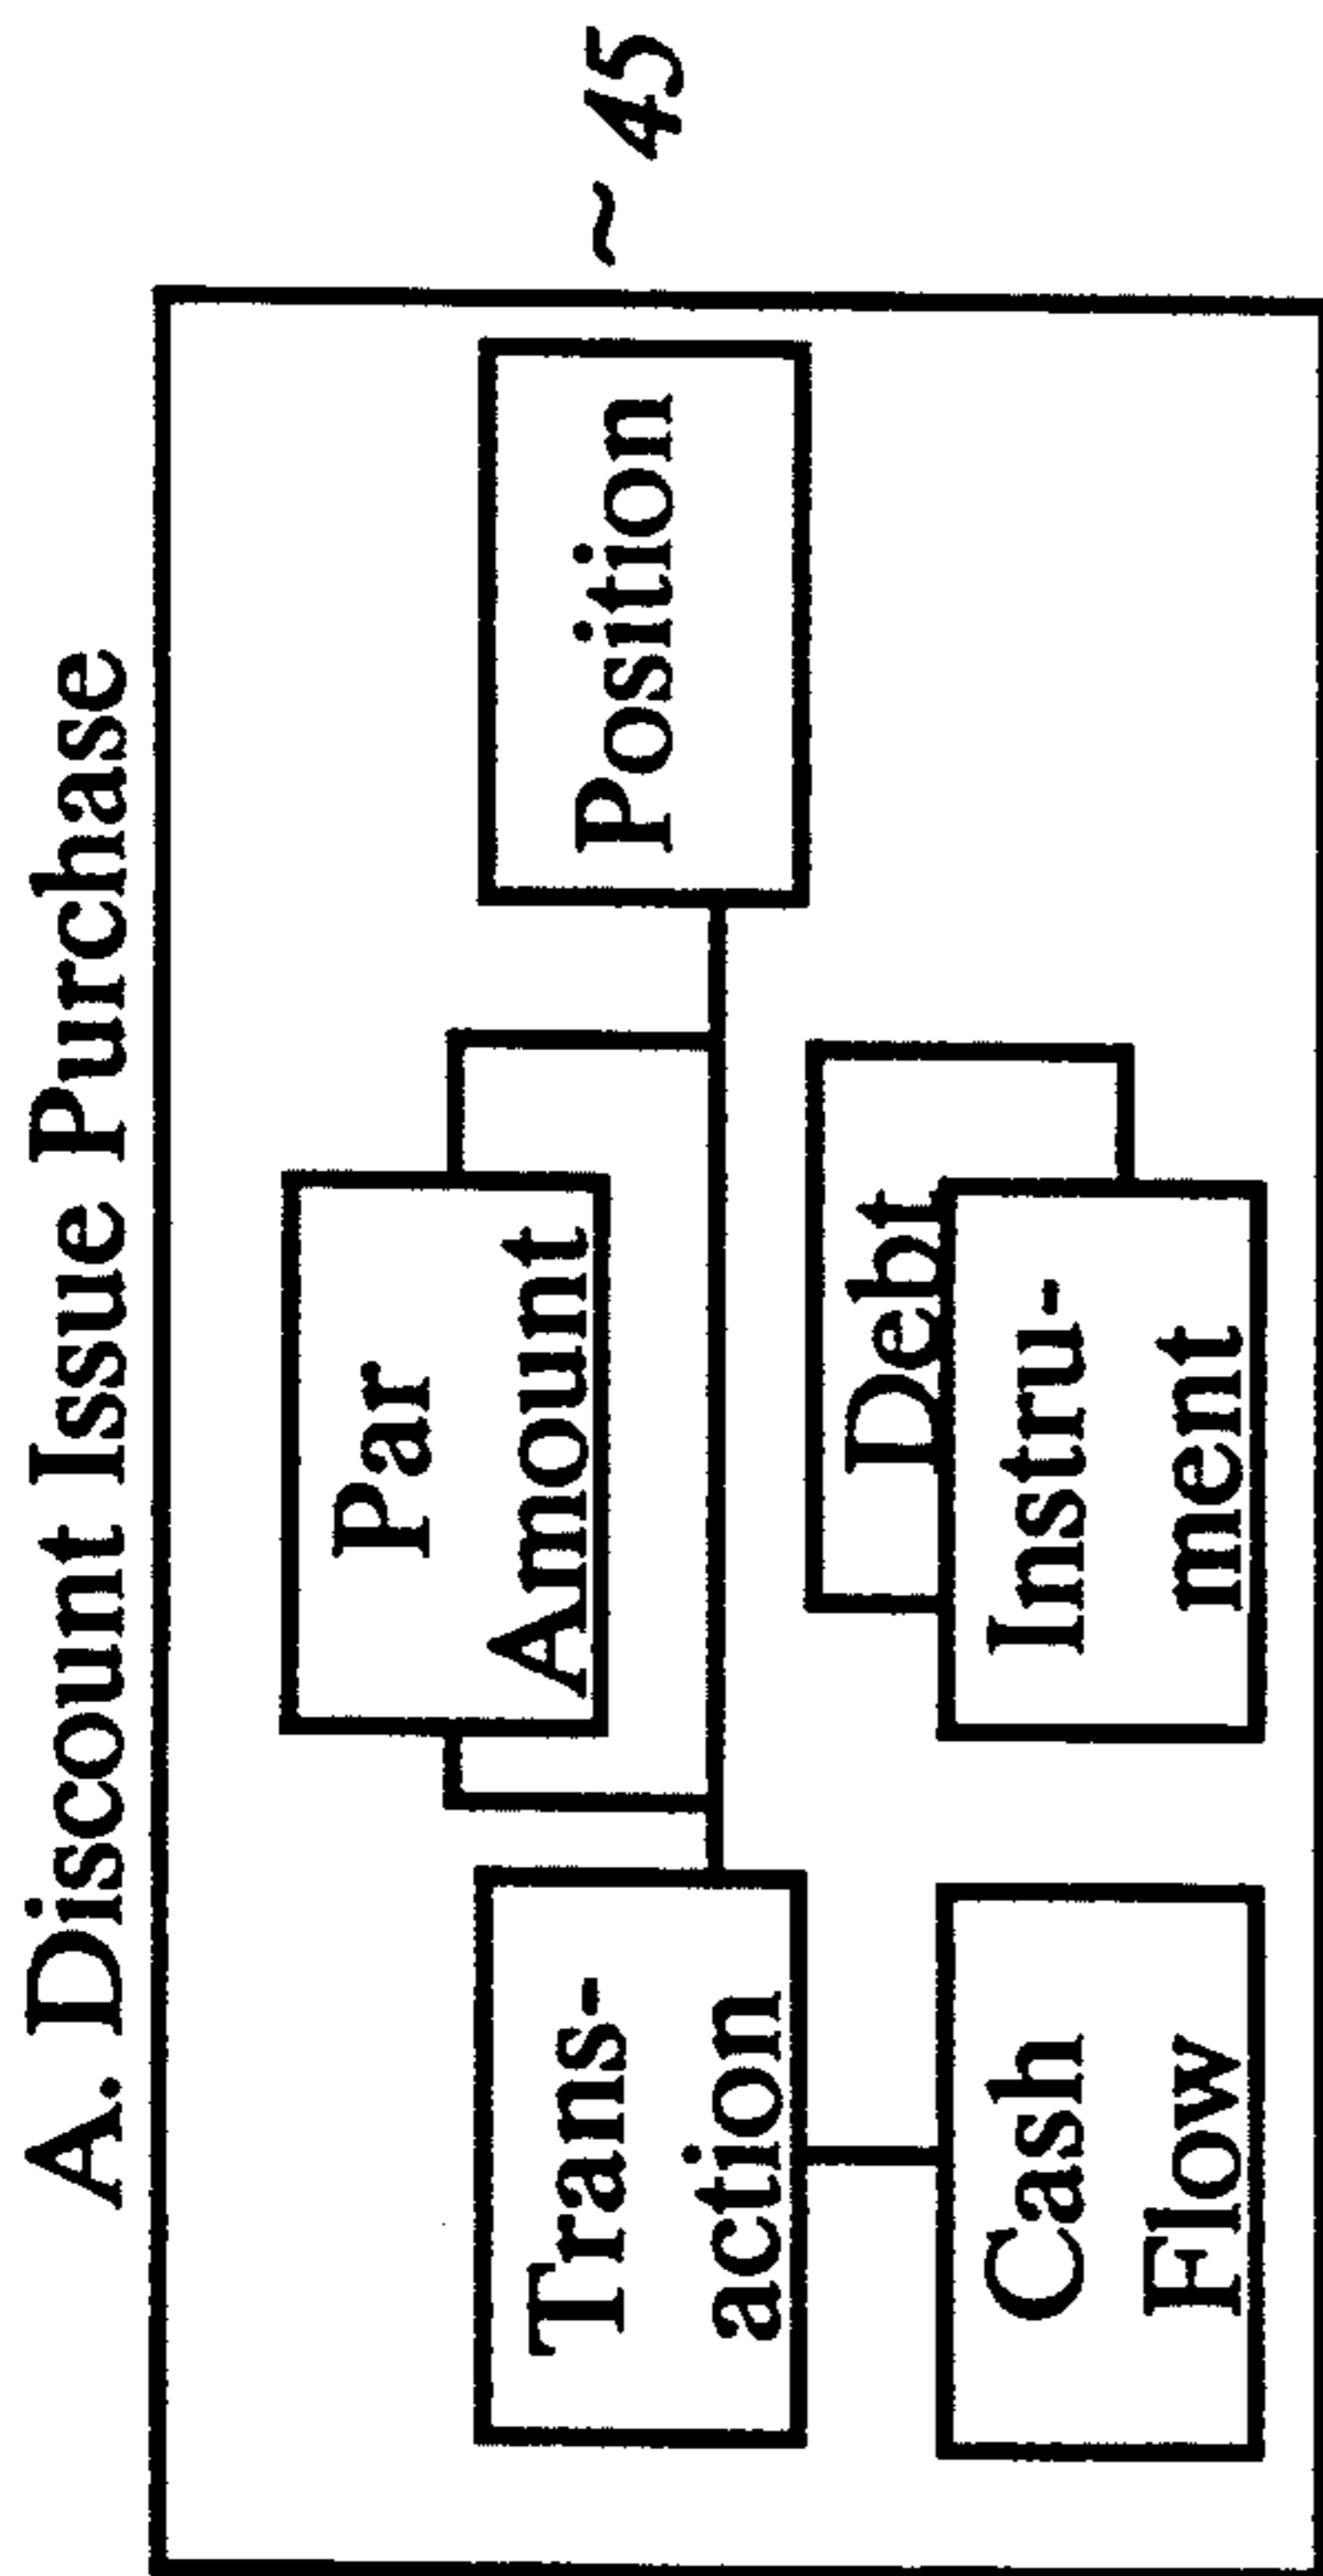 A. Discount Issue Purchase
Par
Amount
Trans-
action
Position
~ 45
Debt
Instru-
ment
Cash
Flow